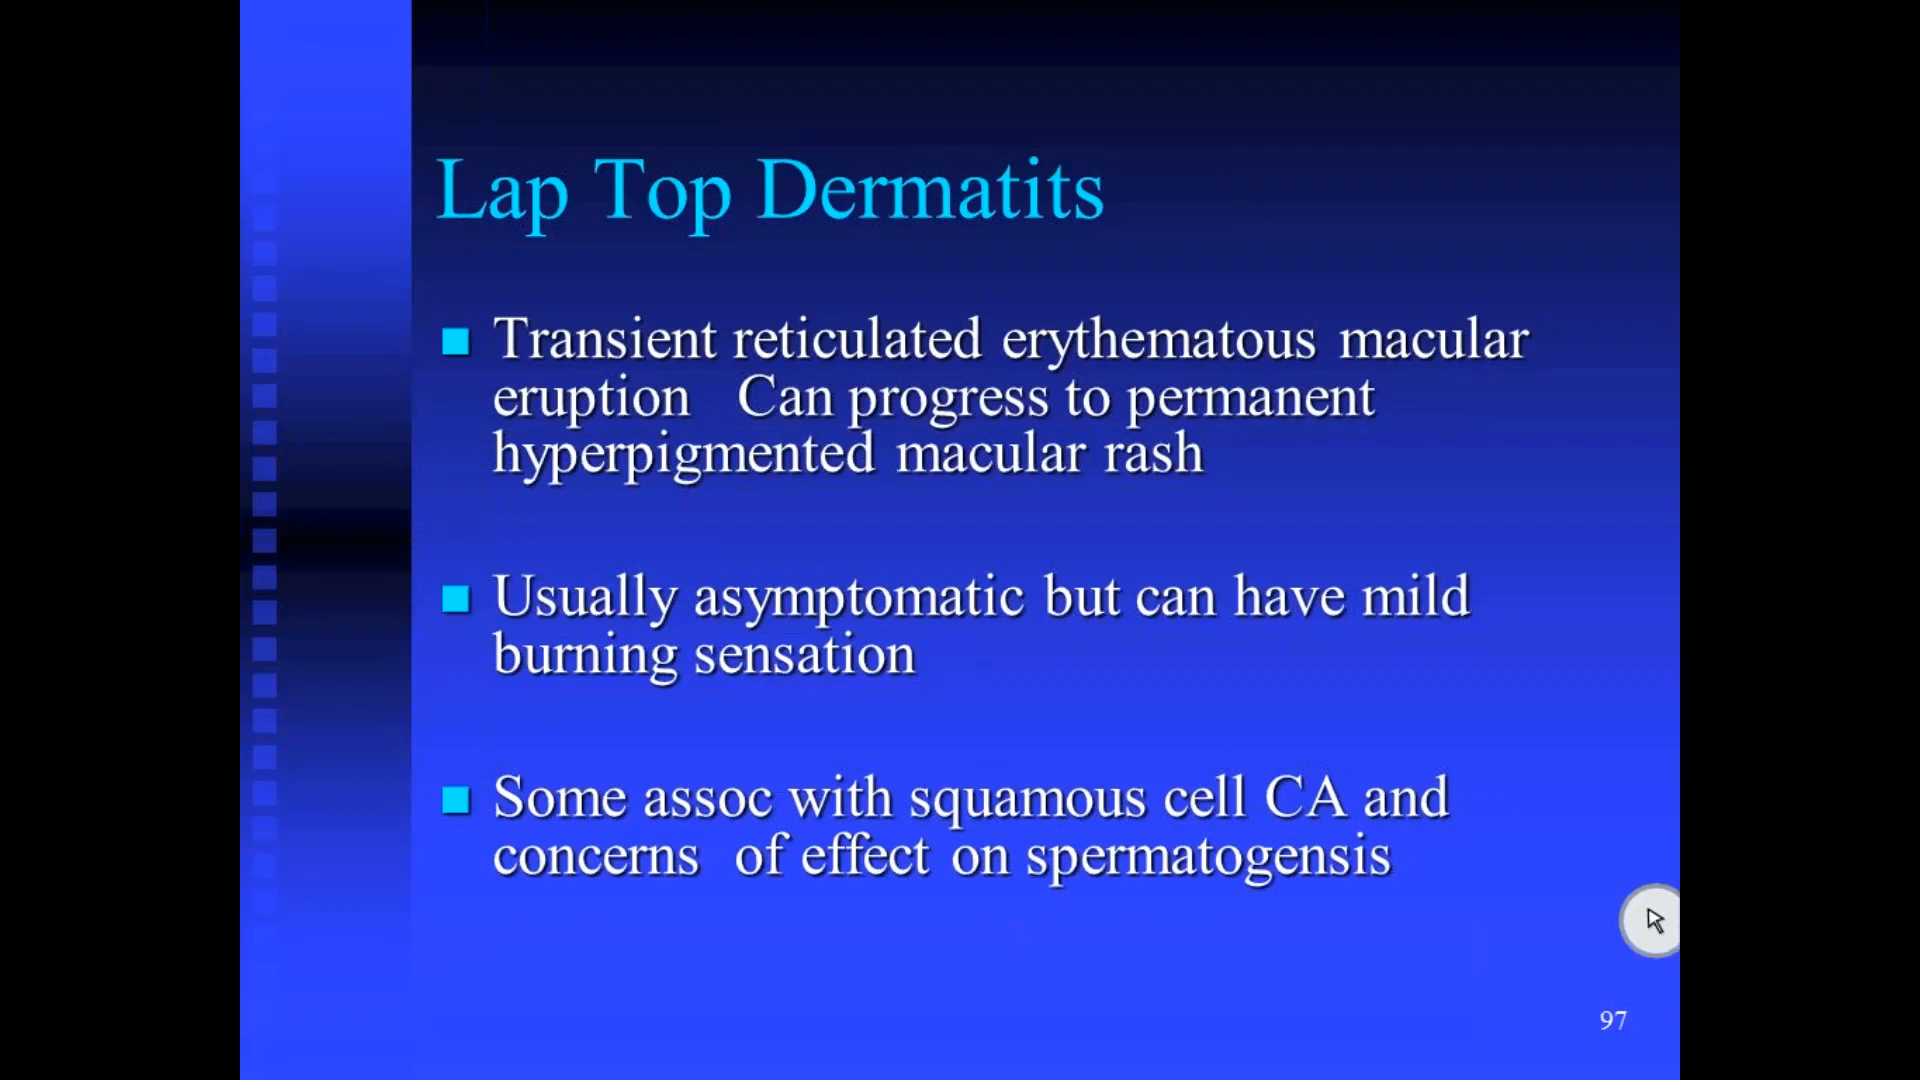 Lap Top Dermatits
Transient reticulated erythematous macular
eruption Can progress to permanent
hyperpigmented macular rash
Usually asymptomatic but can have mild
burning sensation
Some assoc with squamous cell CA and
concerns of effect on spermatogensis
97